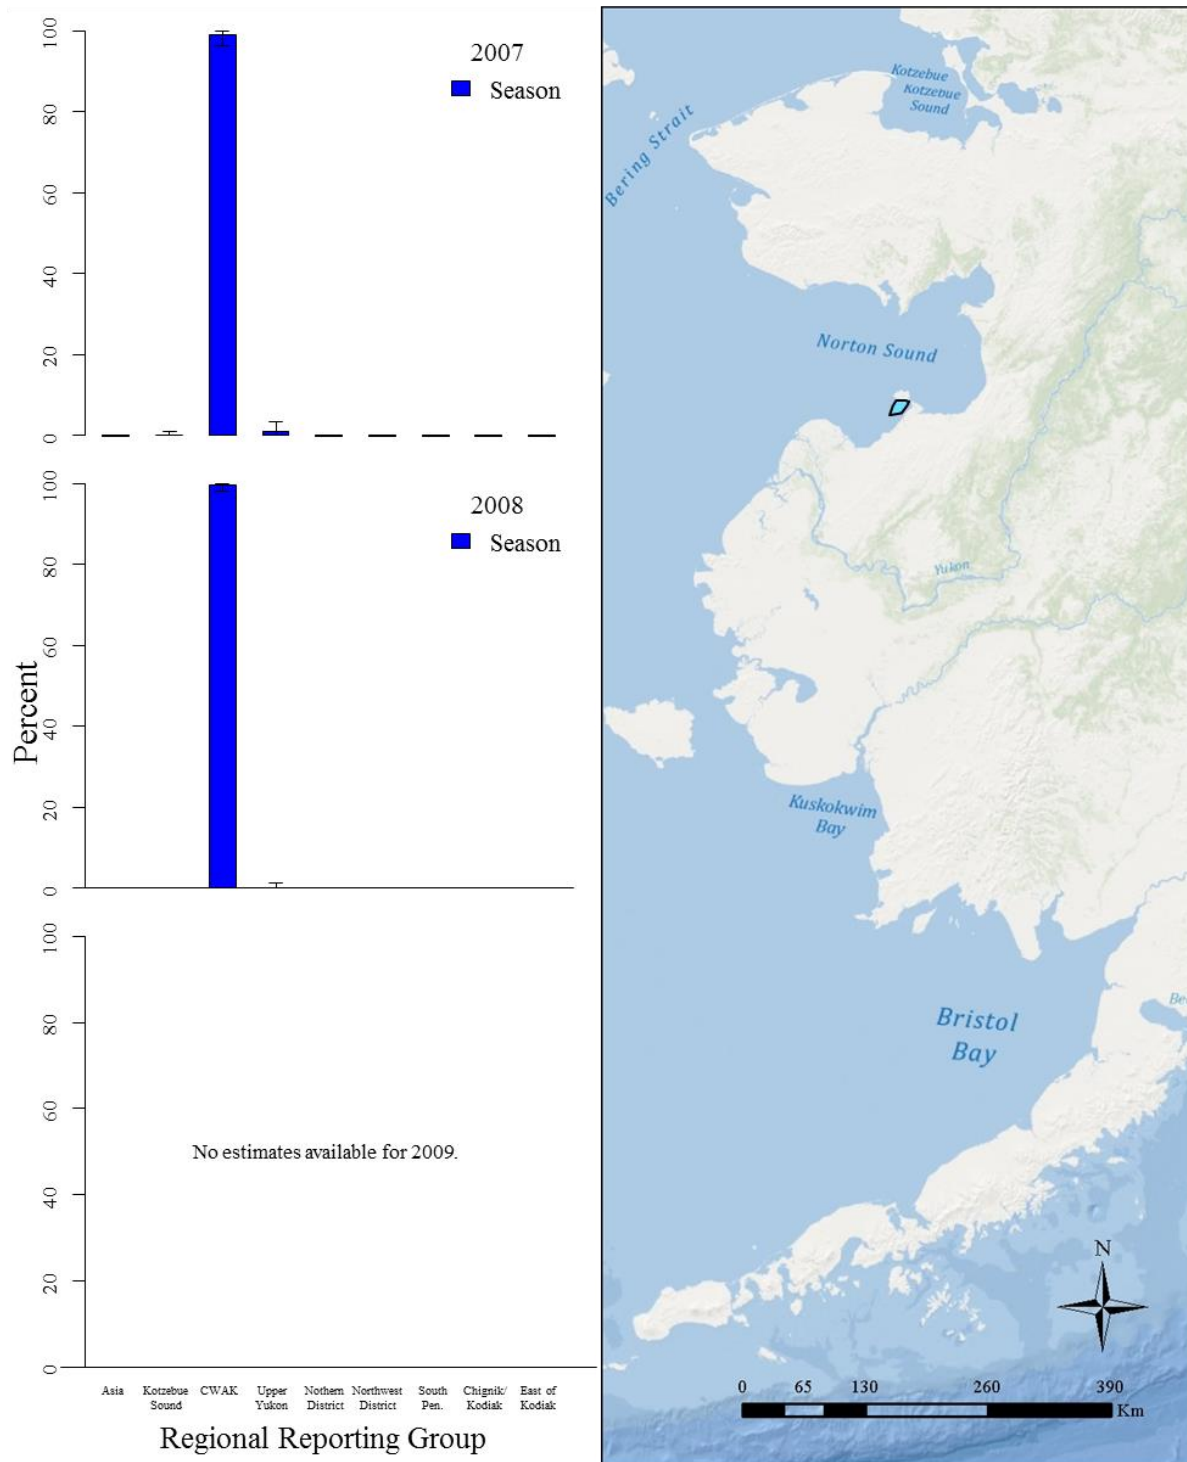 2007
Season
100
80
60
40
20
0
2008
Season
100
80
60
40
20
0
Percent
100
80
60
40
20
0
No estimates available for 2009.
Asia
Kotzebue
Sound
CWAK
Upper
Yukon
Nothern
District
Northwest
District
South
Pen.
Chignik/
Kodiak
East of
Kodiak
Regional Reporting Group
Kotzebue
Kotzebue
Sound
Bering Strait
Norton Sound
Yukon
Kuskokwim
Bay
Bristol
Bay
N
0 65 130 260 390
Km